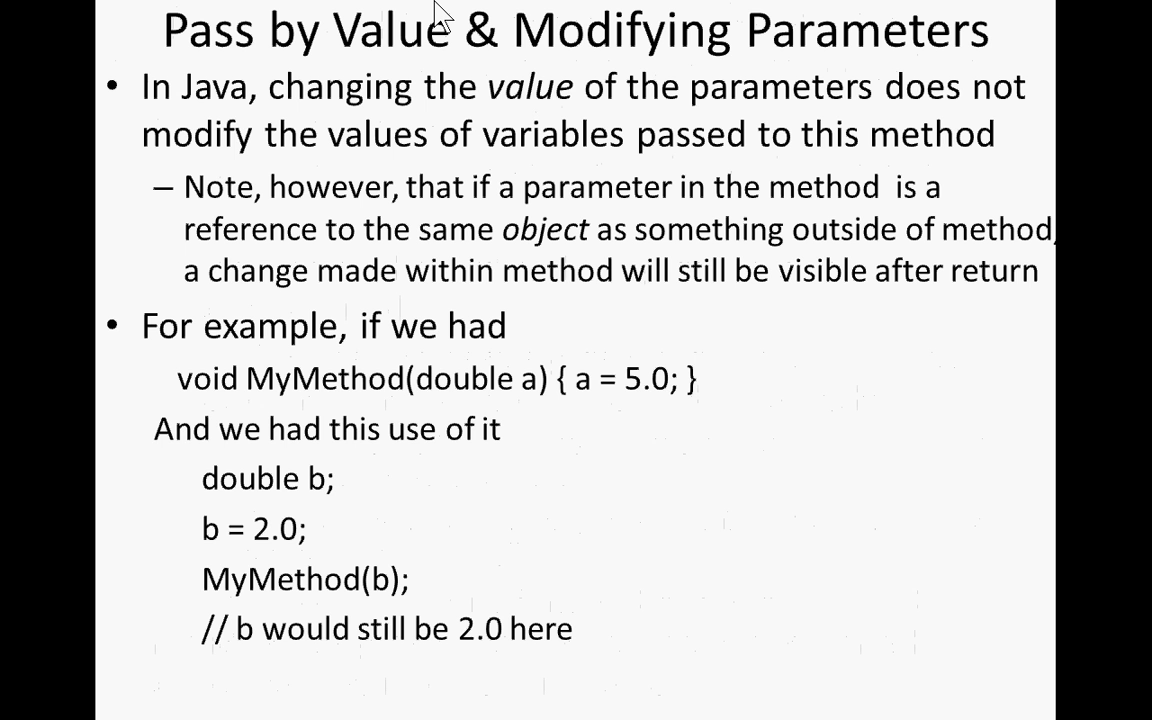 Pass by Value & Modifying Parameters
• In Java, changing the value of the parameters does not
modify the values of variables passed to this method
– Note, however, that if a parameter in the method is a
reference to the same object as something outside of method,
a change made within method will still be visible after return
• For example, if we had
void MyMethod(double a) { a = 5.0; }
And we had this use of it
double b;
b = 2.0;
MyMethod(b);
// b would still be 2.0 here